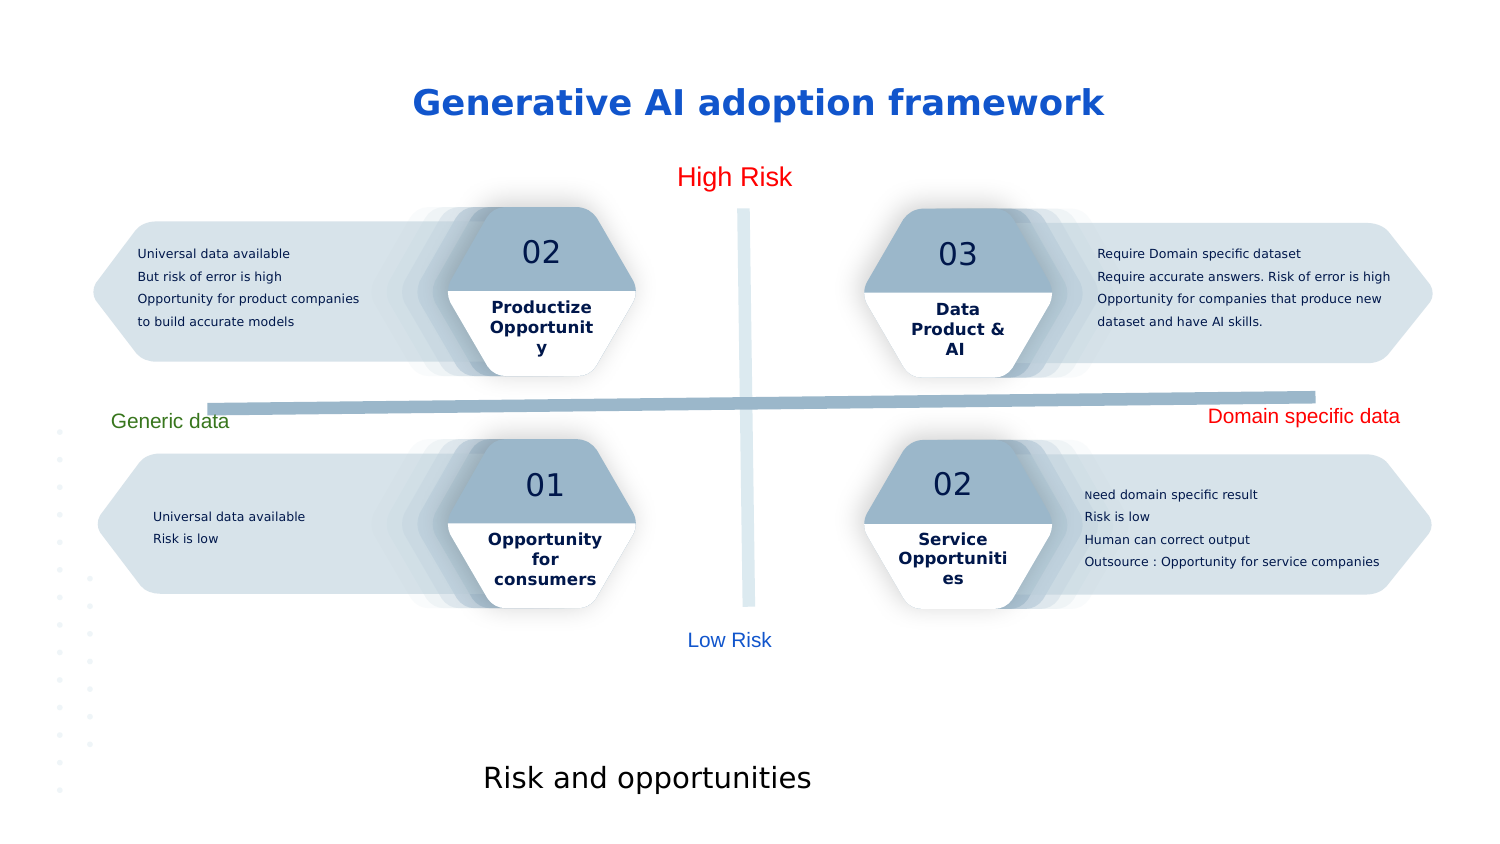 Generative AI adoption framework
High Risk
02
Productize
Opportunit
y
Universal data available
But risk of error is high
Opportunity for product companies
to build accurate models
03
Data
Product &
AI
Require Domain specific dataset
Require accurate answers. Risk of error is high
Opportunity for companies that produce new
dataset and have AI skills.
Generic data
Domain specific data
01
Opportunity
for
consumers
Universal data available
Risk is low
02
Service
Opportuniti
es
Need domain specific result
Risk is low
Human can correct output
Outsource : Opportunity for service companies
Low Risk
Risk and opportunities